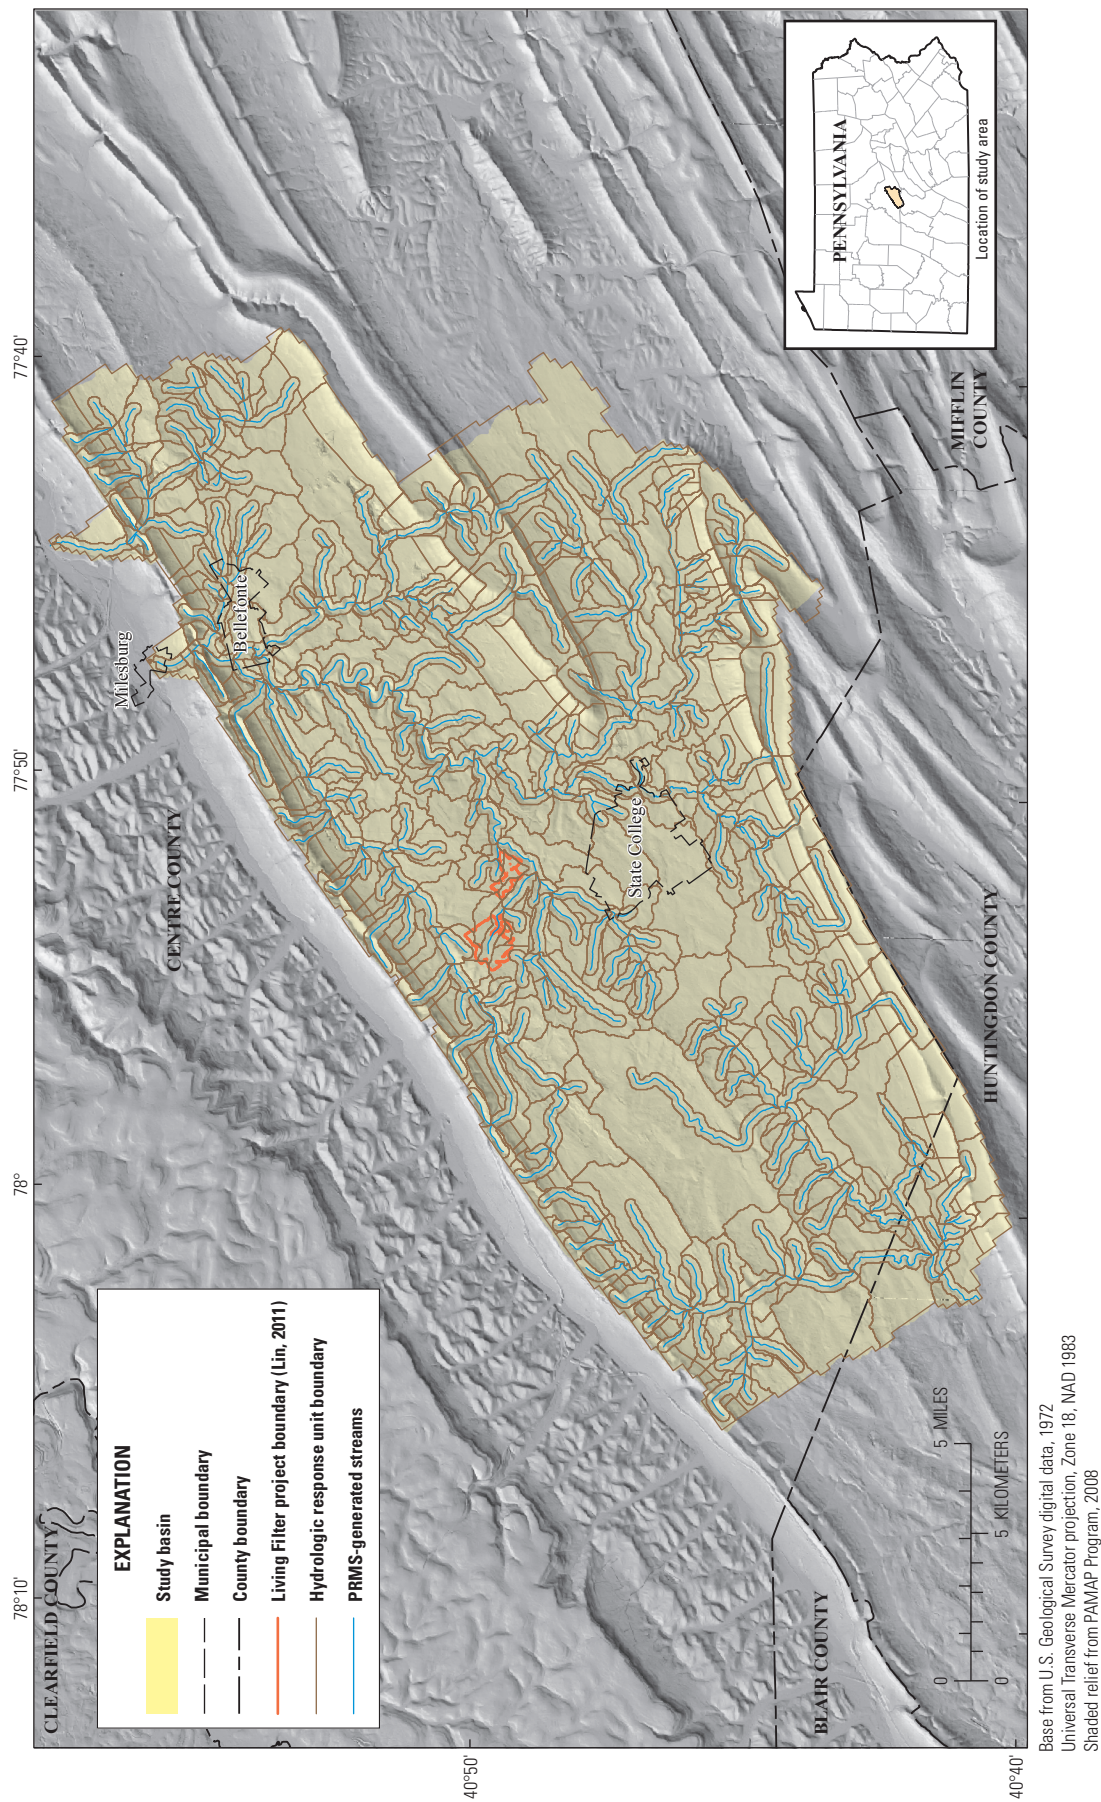 CLEARFIELD COUNTY
CENTRE COUNTY
Milesburg
Bellefonte
State College
HUNTINGDON COUNTY
MIFFLIN
COUNTY
BLAIR COUNTY
78°10'
78°
77°50'
77°40'
40°50'
40°40'
EXPLANATION
Study basin
Municipal boundary
County boundary
Living Filter project boundary (Lin, 2011)
Hydrologic response unit boundary
PRMS-generated streams
0 5 MILES
0 5 KILOMETERS
PENNSYLVANIA
Location of study area
Base from U.S. Geological Survey digital data, 1972
Universal Transverse Mercator projection, Zone 18, NAD 1983
Shaded relief from PAMAP Program, 2008